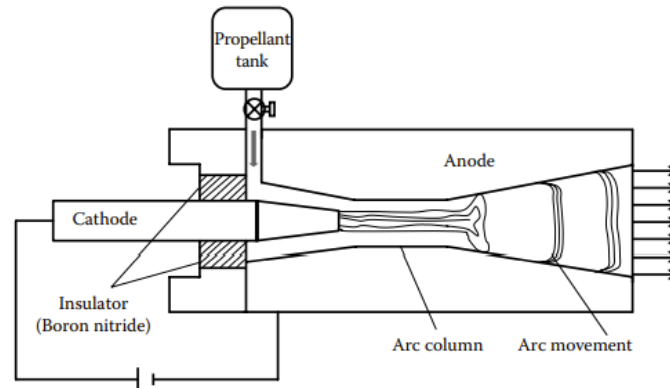 Propellant
tank
Anode
Cathode
Insulator
(Boron nitride)
Arc column
Arc movement